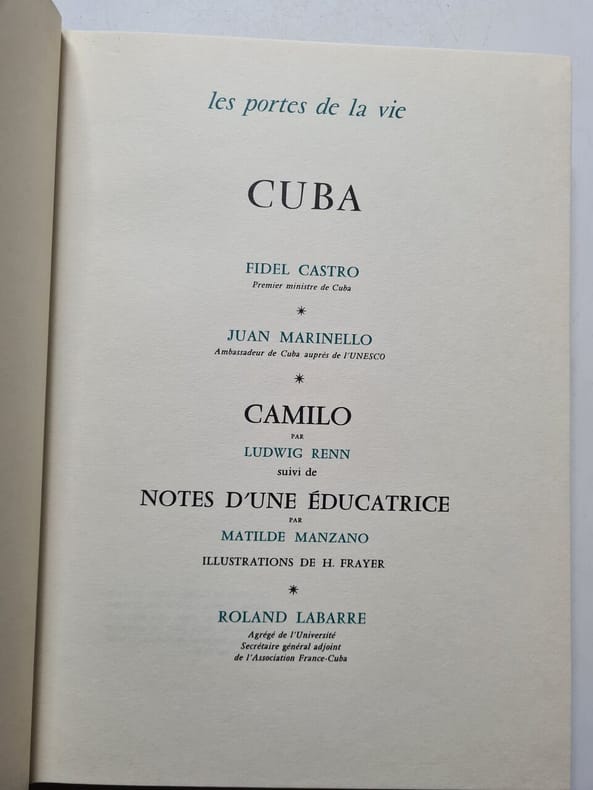 les portes de la vie
CUBA
FIDEL CASTRO
Premier ministre de Cuba
*
JUAN MARINELLO
Ambassadeur de Cuba auprés de l'UNESCO
*
CAMILO
PAR
LUDWIG RENN
suivi de
NOTES D'UNE ÉDUCATRICE
PAR
MATILDE MANZANO
ILLUSTRATIONS DE H. FRAYER
*
ROLAND LABARRE
Agrégé de l'Université
Secrétaire général adjoint
de l'Association France-Cuba